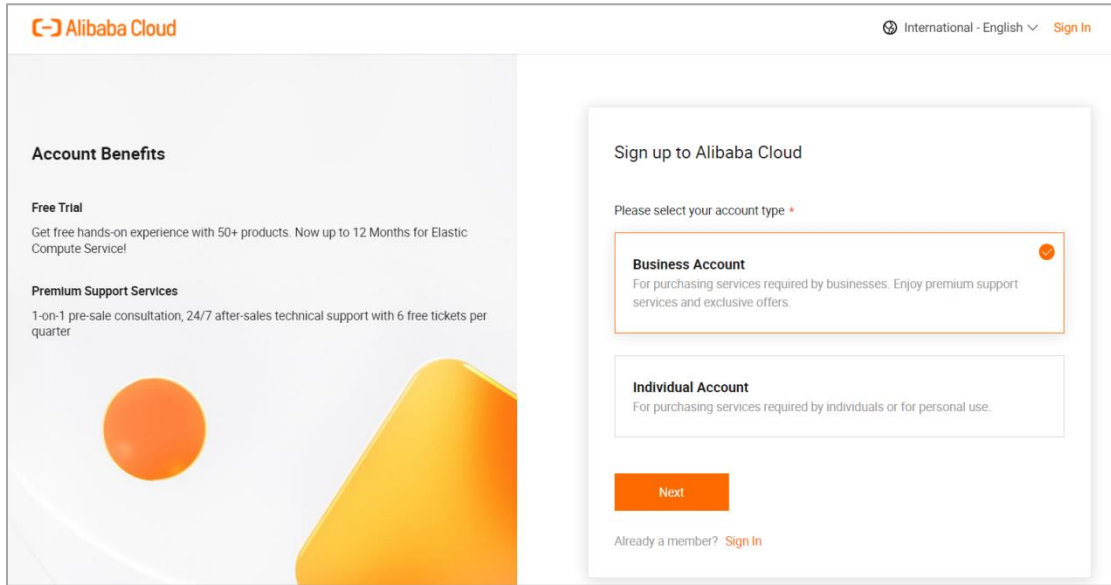 Alibaba Cloud
International - English
Sign In
Account Benefits
Free Trial
Get free hands-on experience with 50+ products. Now up to 12 Months for Elastic
Compute Service!
Premium Support Services
1-on-1 pre-sale consultation, 24/7 after-sales technical support with 6 free tickets per
quarter
Sign up to Alibaba Cloud
Please select your account type *
Business Account
For purchasing services required by businesses. Enjoy premium support
services and exclusive offers.
Individual Account
For purchasing services required by individuals or for personal use.
Next
Already a member? Sign In